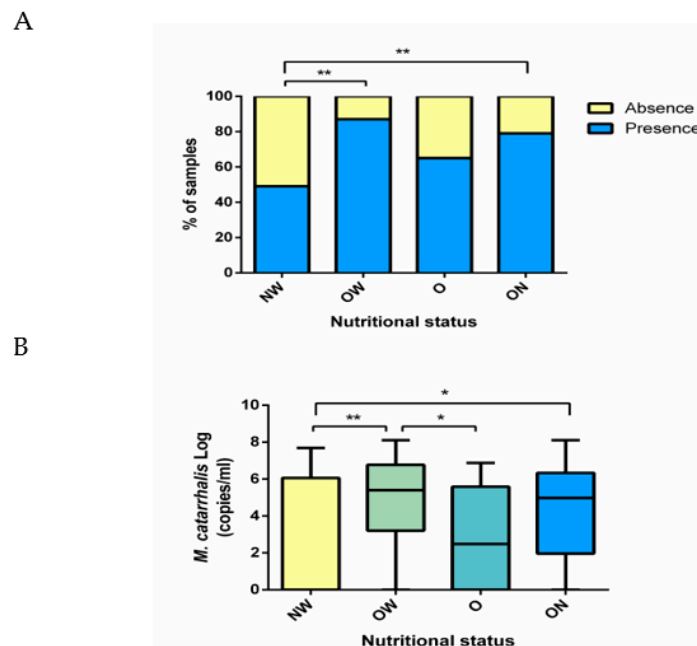 A
**
**
100
80
60
40
20
0
% of samples
NW
OW
O
ON
Nutritional status
Absence
Presence
B
*
**
*
10
8
6
4
2
0
M. catarrhalis Log
(copies/ml)
NW
OW
O
ON
Nutritional status